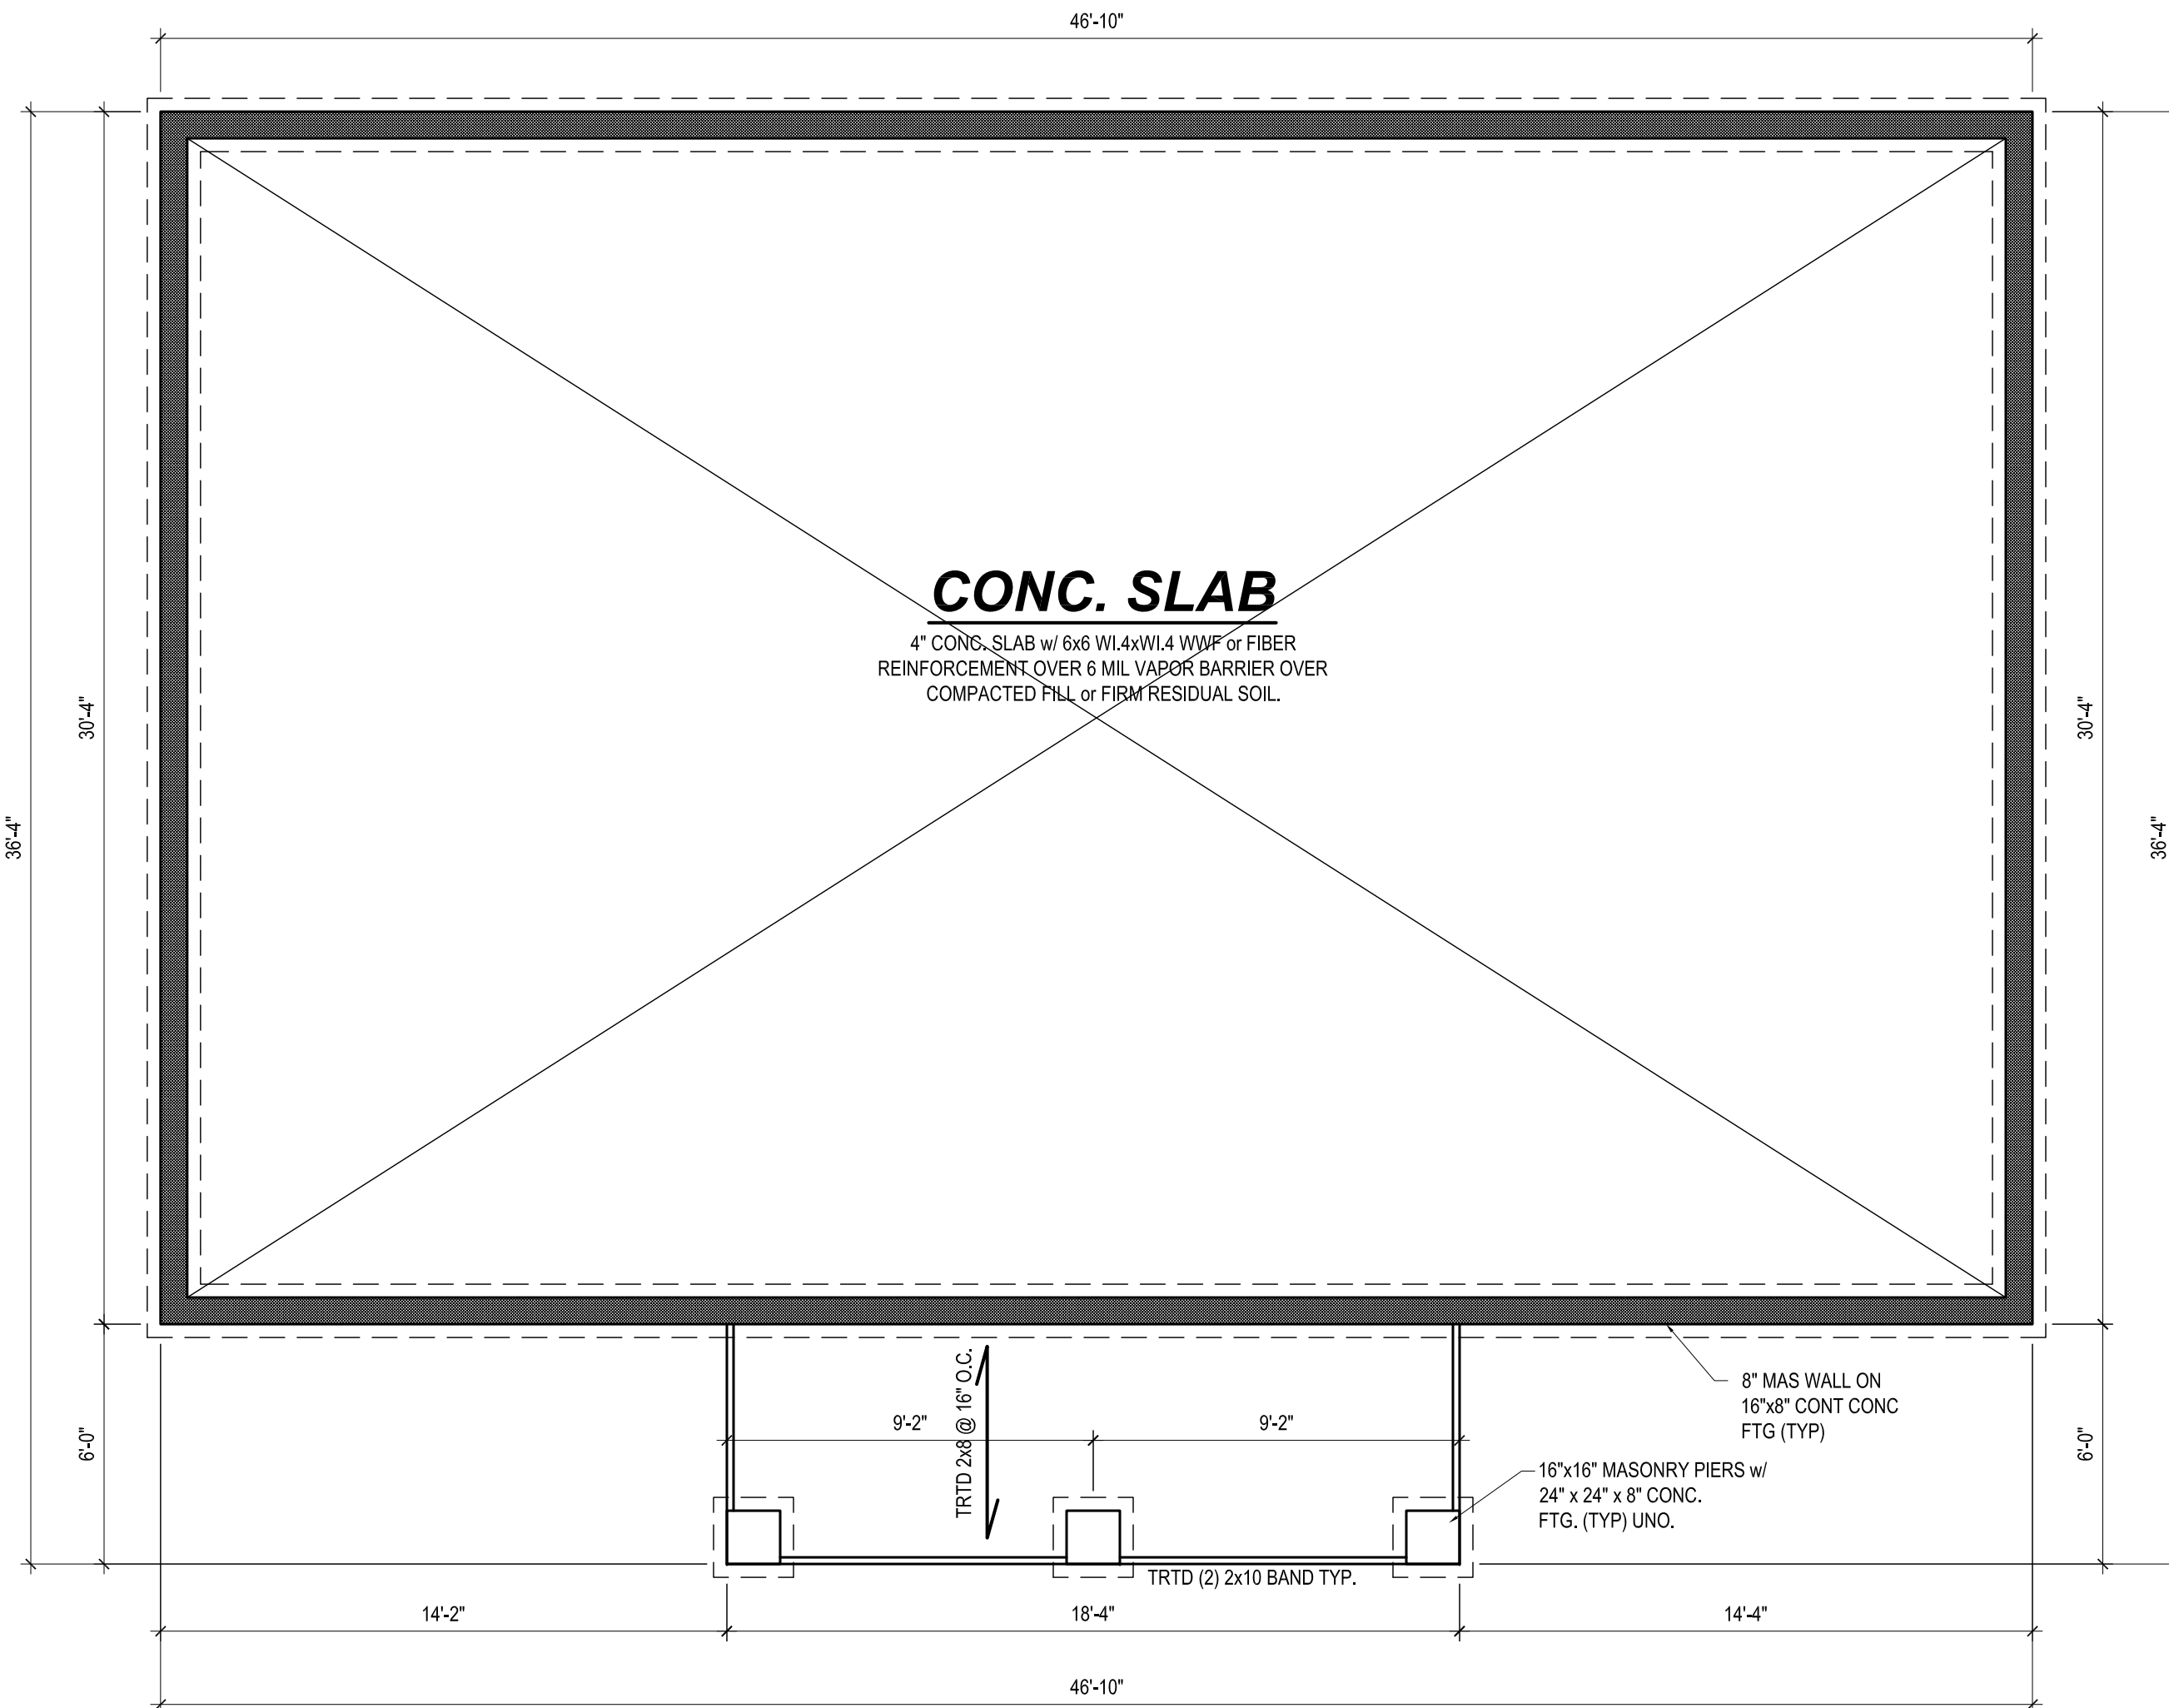 46'-10"
CONC. SLAB
4" CONC. SLAB w/ 6x6 WI.4xWI.4 WWF or FIBER
REINFORCEMENT OVER 6 MIL VAPOR BARRIER OVER
COMPACTED FILL or FIRM RESIDUAL SOIL.
36'-4"
30'-4"
30'-4"
36'-4"
6'-0"
TRTD 2x8 @ 16" O.C.
9'-2"
9'-2"
8" MAS WALL ON
16"x8" CONT CONC
FTG (TYP)
6'-0"
16"x16" MASONRY PIERS w/
24" x 24" x 8" CONC.
FTG. (TYP) UNO.
TRTD (2) 2x10 BAND TYP.
14'-2"
18'-4"
14'-4"
46'-10"